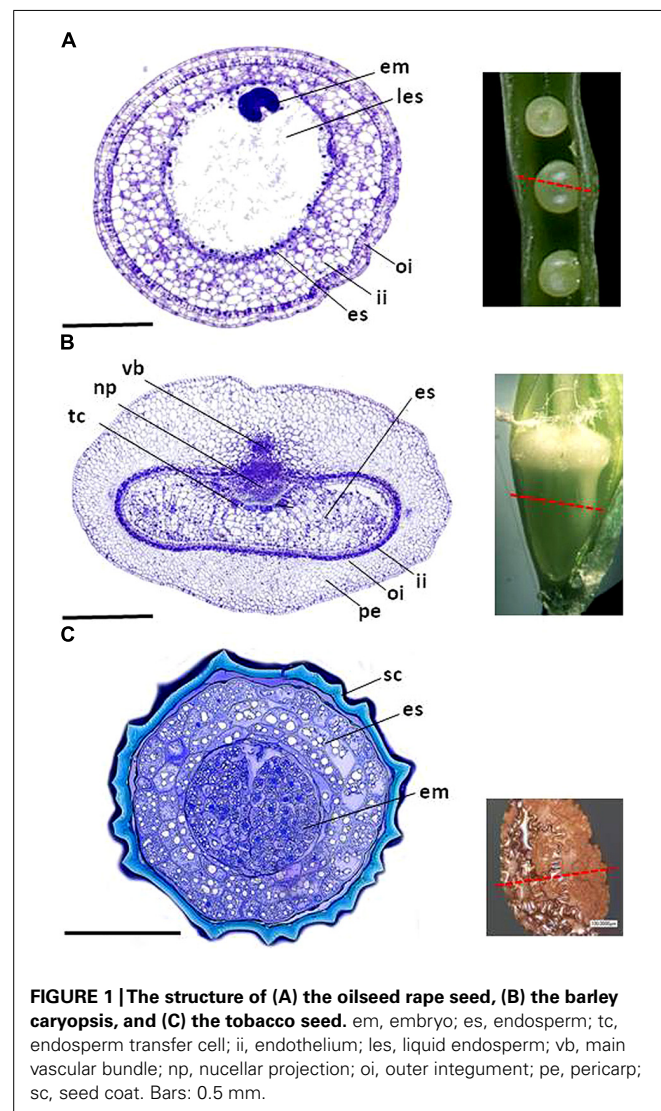 A
em
les
oi
ii
es
B
vb
np
tc
es
ii
oi
pe
C
sc
es
em
FIGURE 1 | The structure of (A) the oilseed rape seed, (B) the barley
caryopsis, and (C) the tobacco seed. em, embryo; es, endosperm; tc,
endosperm transfer cell; ii, endothelium; les, liquid endosperm; vb, main
vascular bundle; np, nucellar projection; oi, outer integument; pe, pericarp;
sc, seed coat. Bars: 0.5 mm.